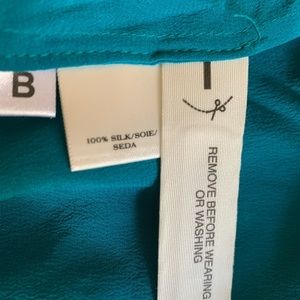 B
100% SILK/SOIE/
SEDA
REMOVE BEFORE WEARING
OR WASHING